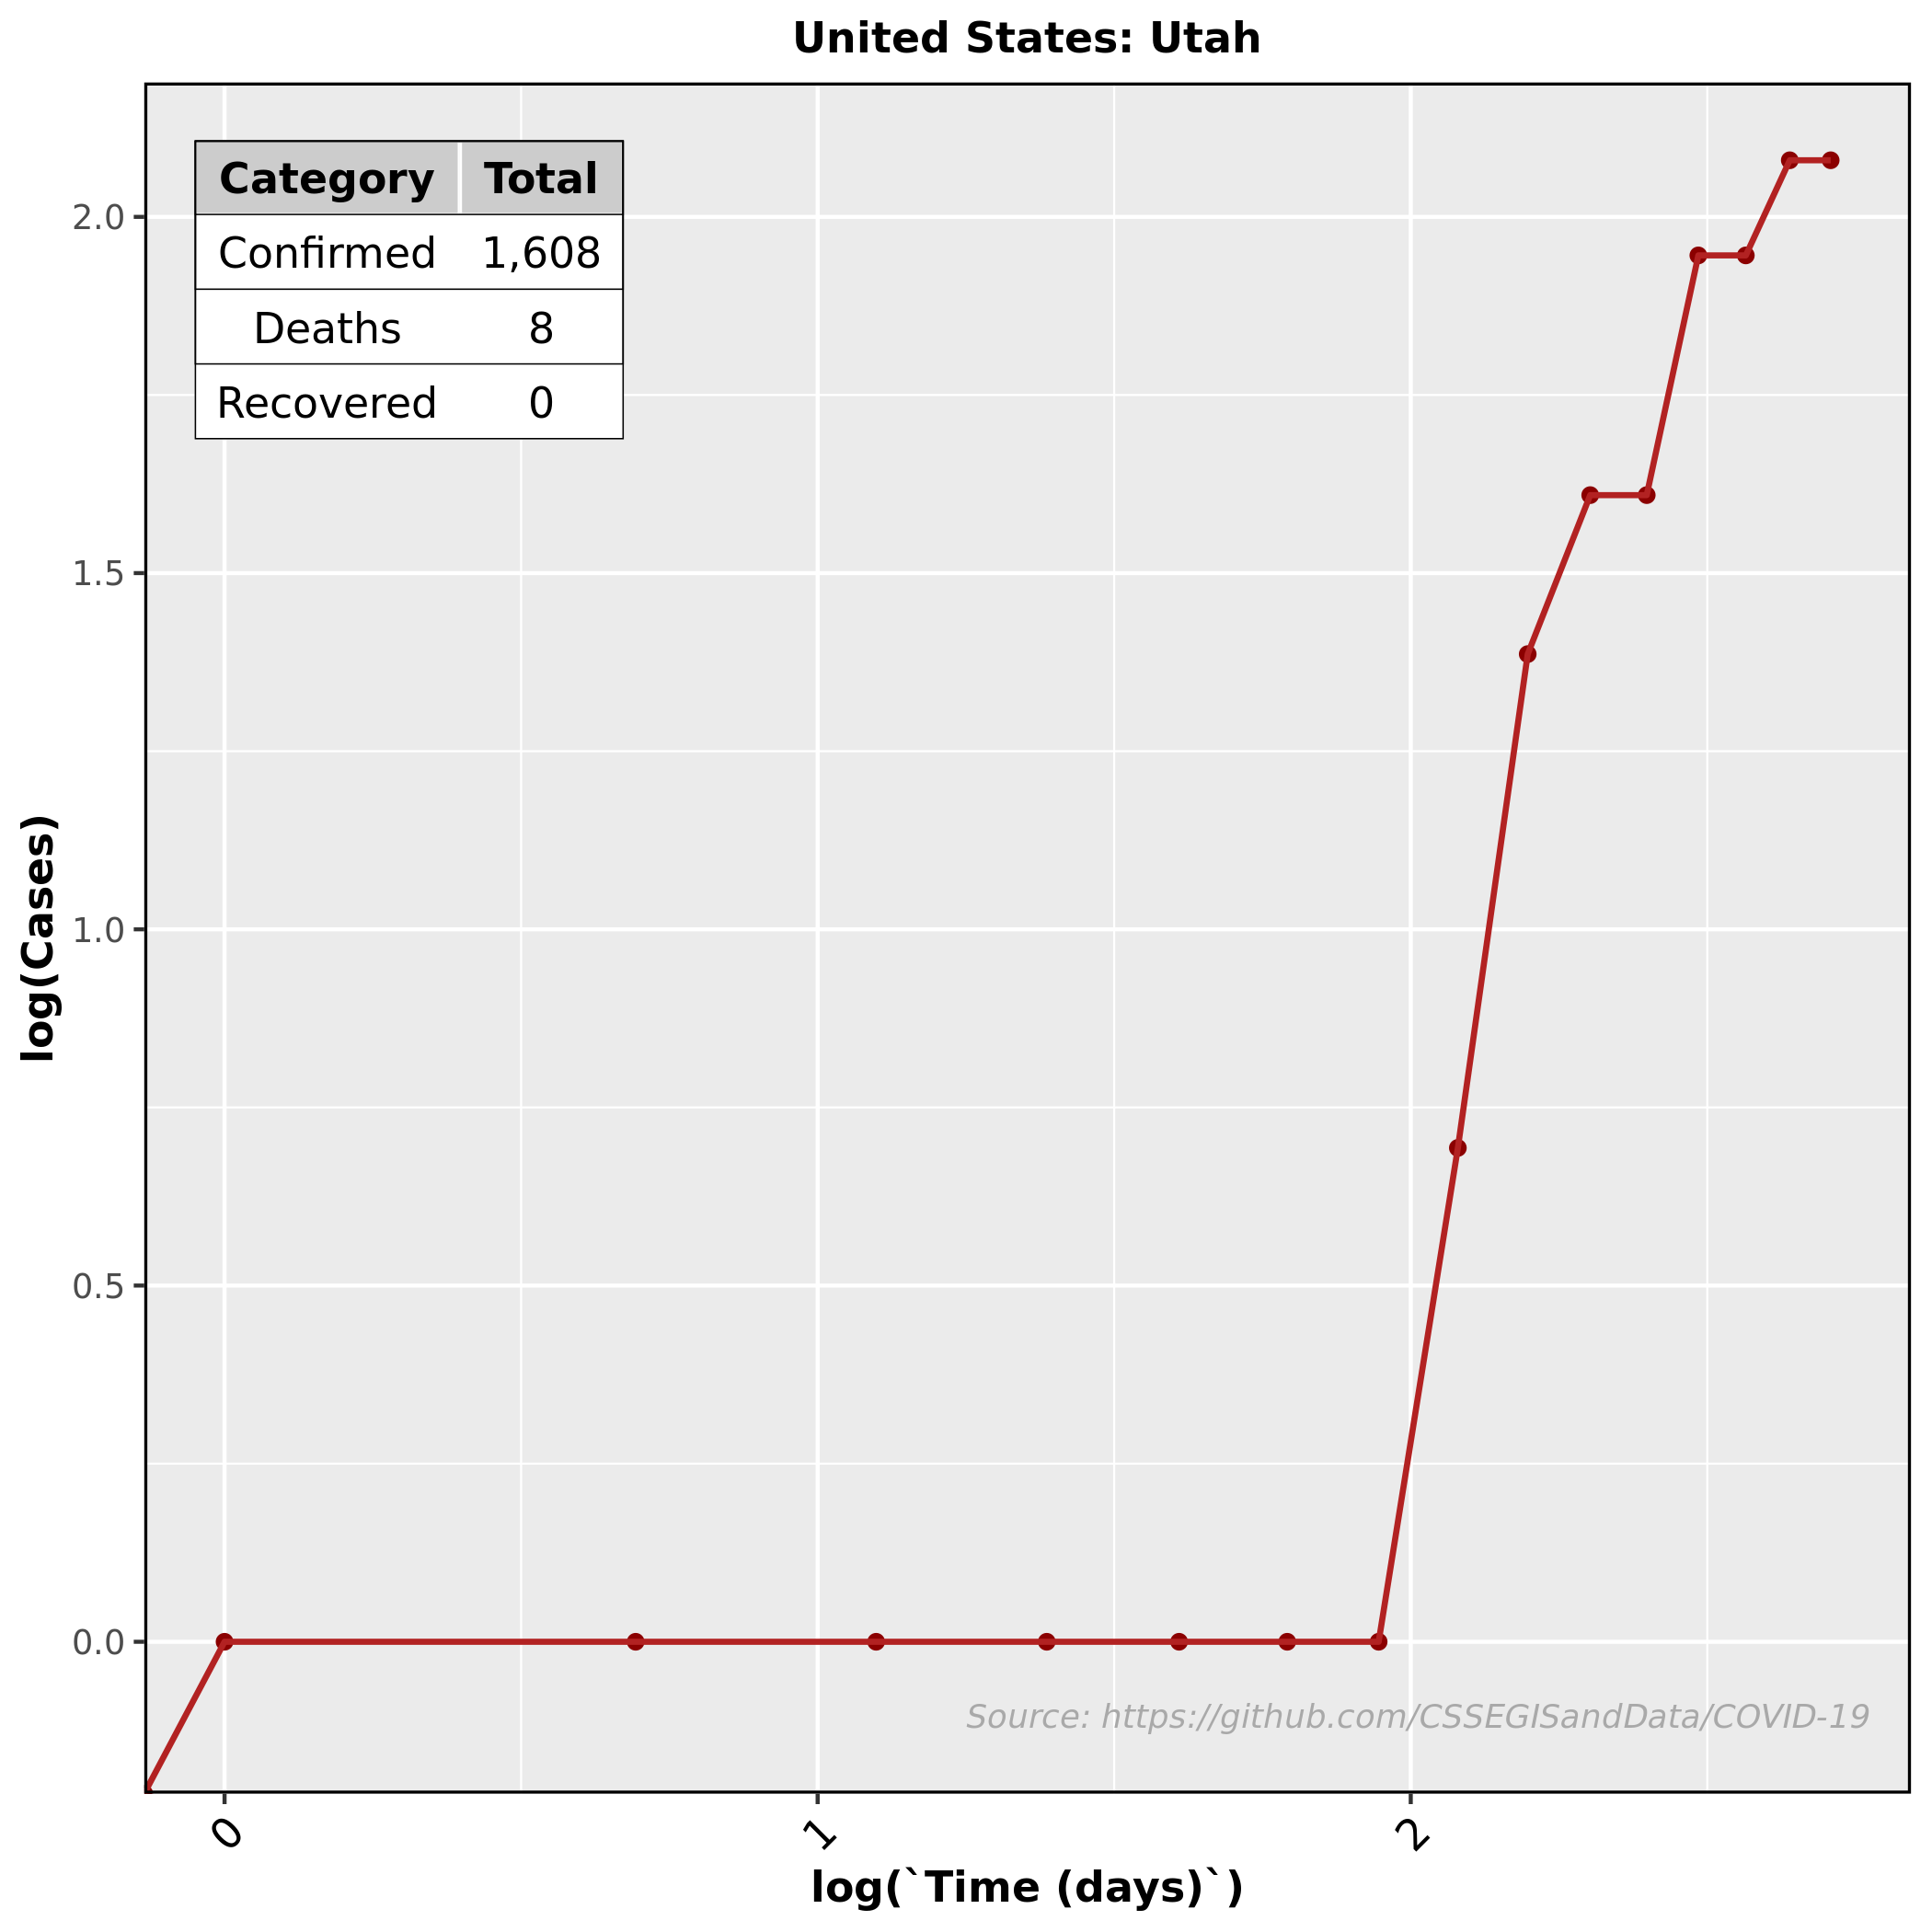 United States: Utah
Category Total
Confirmed 1,608
Deaths 8
Recovered 0
2.0
1.5
1.0
0.5
0.0
log(Cases)
Source: https://github.com/CSSEGISandData/COVID-19
0 1 2
log(`Time (days)`)